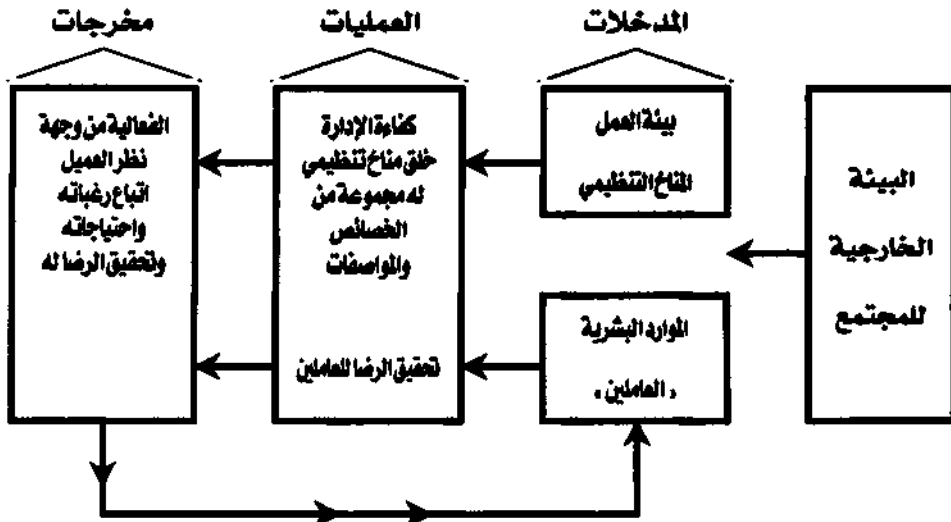 المدخلات
العمليات
مخرجات
البيئة
الخارجية
للمجتمع
بيئة العمل
المناخ التنظيمي
الموارد البشرية
، العاملين ،
كفاءة الإدارة
خلق مناخ تنظيمي
له مجموعة من
الخصائص
والمواصفات
تحقيق الرضا للعاملين
الفعالية من وجهة
نظر العميل
اتباع رغباته
واحتياجاته
وتحقيق الرضا له